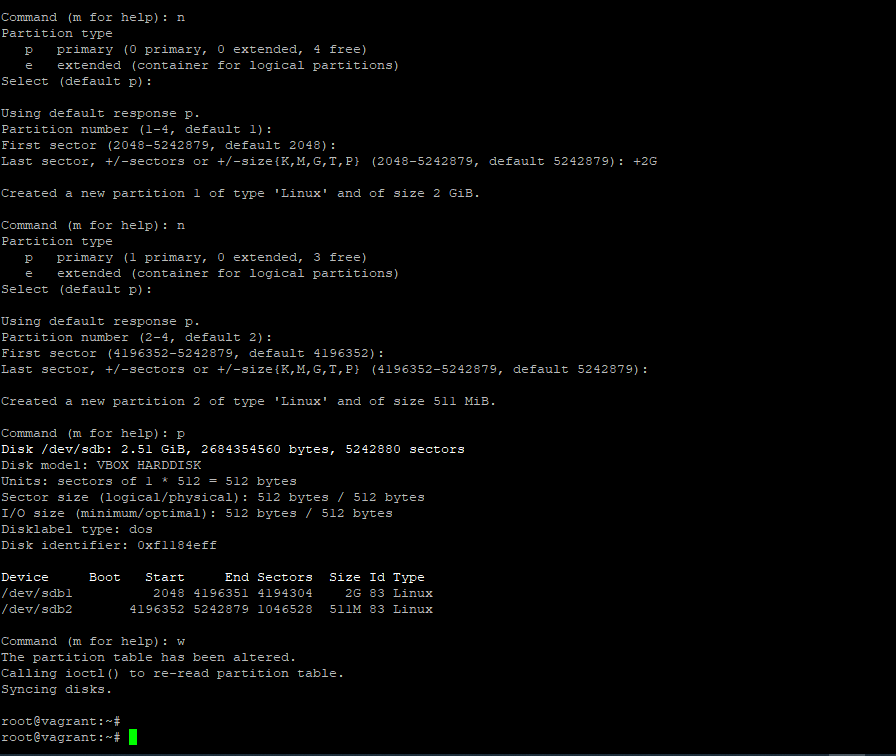 Command (m for help): n
Partition type
   p   primary (0 primary, 0 extended, 4 free)
   e   extended (container for logical partitions)
Select (default p):
Using default response p.
Partition number (1-4, default 1):
First sector (2048-5242879, default 2048):
Last sector, +/-sectors or +/-size{K,M,G,T,P} (2048-5242879, default 5242879): +2G
Created a new partition 1 of type 'Linux' and of size 2 GiB.
Command (m for help): n
Partition type
   p   primary (1 primary, 0 extended, 3 free)
   e   extended (container for logical partitions)
Select (default p):
Using default response p.
Partition number (2-4, default 2):
First sector (4196352-5242879, default 4196352):
Last sector, +/-sectors or +/-size{K,M,G,T,P} (4196352-5242879, default 5242879):
Created a new partition 2 of type 'Linux' and of size 511 MiB.
Command (m for help): p
Disk /dev/sdb: 2.51 GiB, 2684354560 bytes, 5242880 sectors
Disk model: VBOX HARDDISK
Units: sectors of 1 * 512 = 512 bytes
Sector size (logical/physical): 512 bytes / 512 bytes
I/O size (minimum/optimal): 512 bytes / 512 bytes
Disklabel type: dos
Disk identifier: 0xf1184eff
Device     Boot   Start     End Sectors  Size Id Type
/dev/sdb1          2048 4196351 4194304    2G 83 Linux
/dev/sdb2       4196352 5242879 1046528  511M 83 Linux
Command (m for help): w
The partition table has been altered.
Calling ioctl() to re-read partition table.
Syncing disks.
root@vagrant:~#
root@vagrant:~#